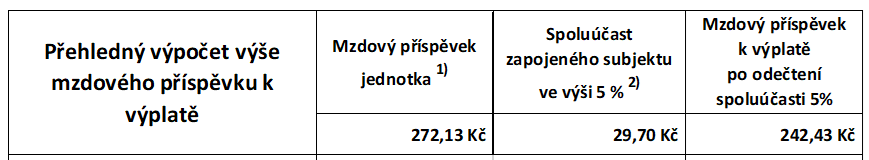 Přehledný výpočet výše
mzdového příspěvku k
výplatě
Mzdový příspěvek
jednotka 1)
Spoluúčast
zapojeného subjektu
ve výši 5 % 2)
Mzdový příspěvek
k výplatě
po odečtení
spoluúčasti 5%
272,13 Kč
29,70 Kč
242,43 Kč